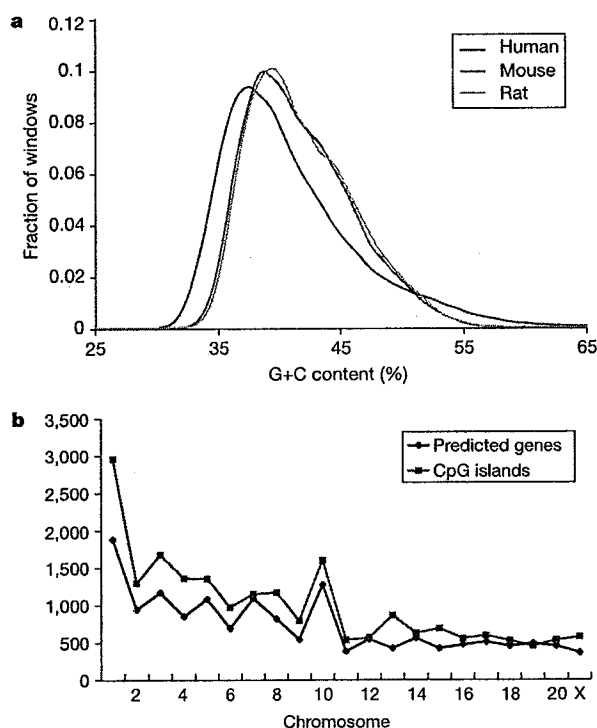 a
0.12
0.1
0.08
0.06
0.04
0.02
0
Fraction of windows
Human
Mouse
Rat
25 35 45 55 65
G+C content (%)
b
3,500
3,000
2,500
2,000
1,500
1,000
500
0
Predicted genes
CpG islands
2 4 6 8 10 12 14 16 18 20 X
Chromosome